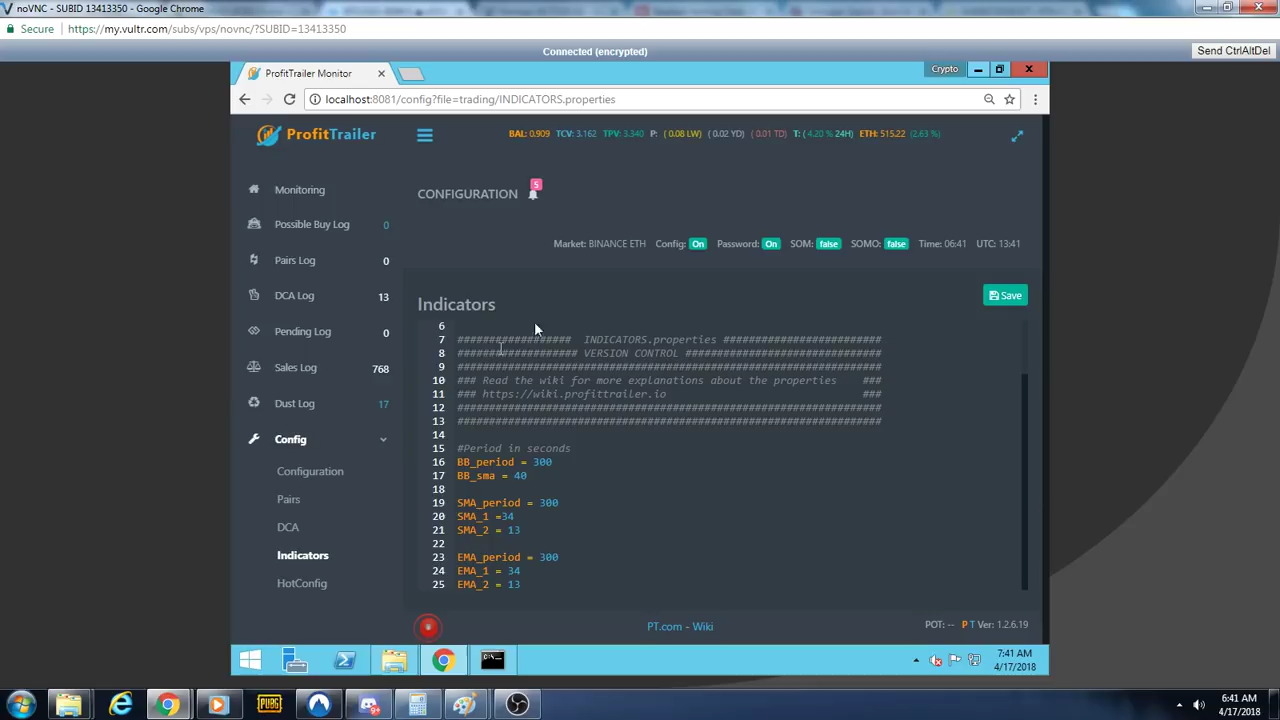 noVNC - SUBID 13413350 - Google Chrome
Secure
https://my.vultr.com/subs/vps/novnc/?SUBID=13413350
Connected (encrypted)
Send CtrlAltDel
ProfitTrailer Monitor
Crypto
localhost:8081/config?file=trading/INDICATORS.properties
ProfitTrailer
BAL: 0.909 TCV: 3.162 TPV: 3.340 P: ( 0.08 LW) ( 0.02 YD) ( 0.01 TD) T: ( 4.20 % 24H) ETH: 515.22 (2.63 %)
Monitoring
Possible Buy Log 0
Pairs Log 0
DCA Log 13
Pending Log 0
Sales Log 768
Dust Log 17
Config
Configuration
Pairs
DCA
Indicators
HotConfig
CONFIGURATION 5
Market: BINANCE ETH Config: On Password: On SOM: false SOMO: false Time: 06:41 UTC: 13:41
Indicators
Save
6
7 ################## INDICATORS.properties #########################
8 ################### VERSION CONTROL ###############################
9 ###################################################################
10 ### Read the wiki for more explanations about the properties ###
11 ### https://wiki.profittrailer.io ###
12 ###################################################################
13 ###################################################################
14
15 #Period in seconds
16 BB_period = 300
17 BB_sma = 40
18
19 SMA_period = 300
20 SMA_1 =34
21 SMA_2 = 13
22
23 EMA_period = 300
24 EMA_1 = 34
25 EMA_2 = 13
PT.com - Wiki
POT: -- P T Ver: 1.2.6.19
7:41 AM
4/17/2018
PUBG
9+
6:41 AM
4/17/2018